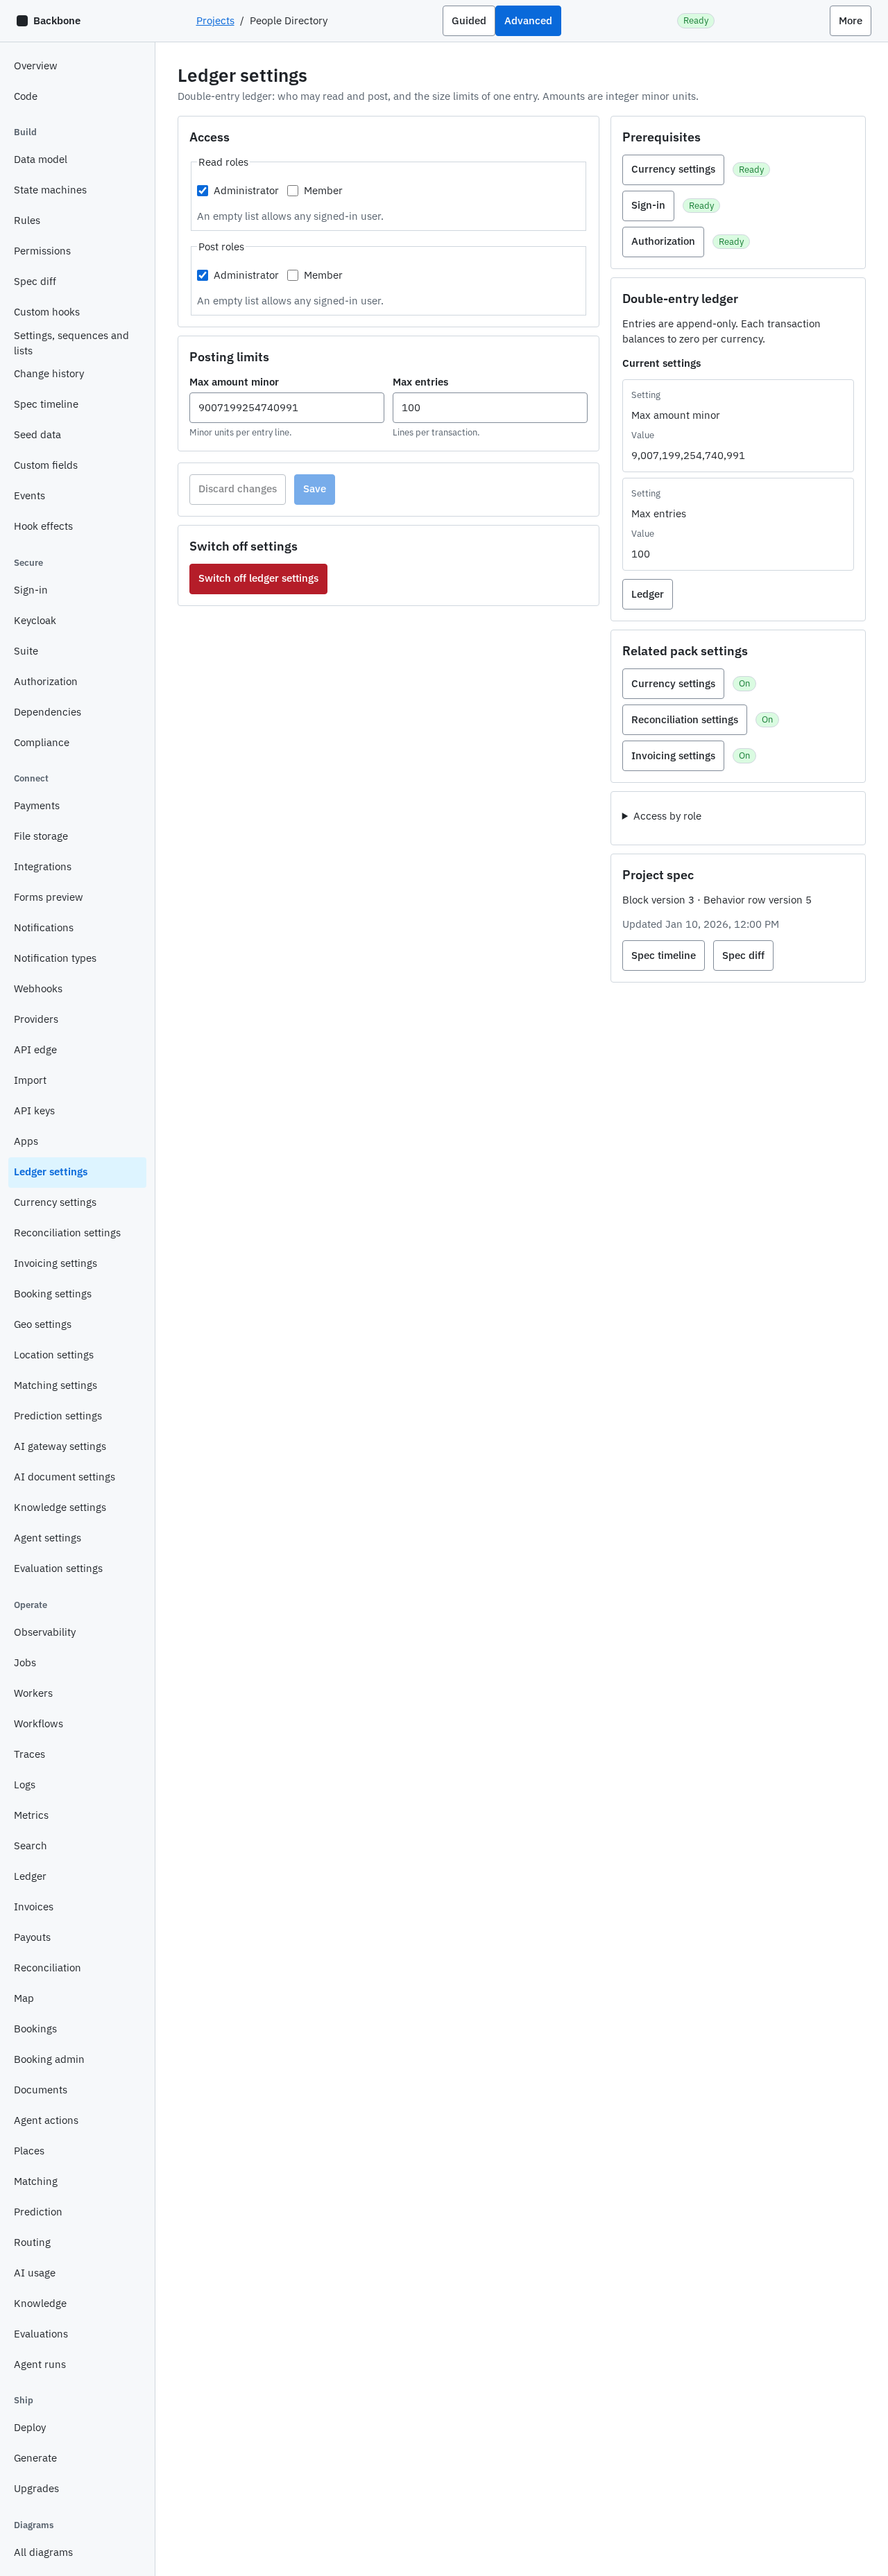 Backbone
Projects / People Directory
Guided
Advanced
Ready
More
Overview
Code
Build
Data model
State machines
Rules
Permissions
Spec diff
Custom hooks
Settings, sequences and
lists
Change history
Spec timeline
Seed data
Custom fields
Events
Hook effects
Secure
Sign-in
Keycloak
Suite
Authorization
Dependencies
Compliance
Connect
Payments
File storage
Integrations
Forms preview
Notifications
Notification types
Webhooks
Providers
API edge
Import
API keys
Apps
Ledger settings
Currency settings
Reconciliation settings
Invoicing settings
Booking settings
Geo settings
Location settings
Matching settings
Prediction settings
AI gateway settings
AI document settings
Knowledge settings
Agent settings
Evaluation settings
Operate
Observability
Jobs
Workers
Workflows
Traces
Logs
Metrics
Search
Ledger
Invoices
Payouts
Reconciliation
Map
Bookings
Booking admin
Documents
Agent actions
Places
Matching
Prediction
Routing
AI usage
Knowledge
Evaluations
Agent runs
Ship
Deploy
Generate
Upgrades
Diagrams
All diagrams
Ledger settings
Double-entry ledger: who may read and post, and the size limits of one entry. Amounts are integer minor units.
Access
Read roles
Administrator Member
An empty list allows any signed-in user.
Post roles
Administrator Member
An empty list allows any signed-in user.
Posting limits
Max amount minor
9007199254740991
Minor units per entry line.
Max entries
100
Lines per transaction.
Discard changes
Save
Switch off settings
Switch off ledger settings
Prerequisites
Currency settings Ready
Sign-in Ready
Authorization Ready
Double-entry ledger
Entries are append-only. Each transaction
balances to zero per currency.
Current settings
Setting
Max amount minor
Value
9,007,199,254,740,991
Setting
Max entries
Value
100
Ledger
Related pack settings
Currency settings On
Reconciliation settings On
Invoicing settings On
Access by role
Project spec
Block version 3 · Behavior row version 5
Updated Jan 10, 2026, 12:00 PM
Spec timeline
Spec diff